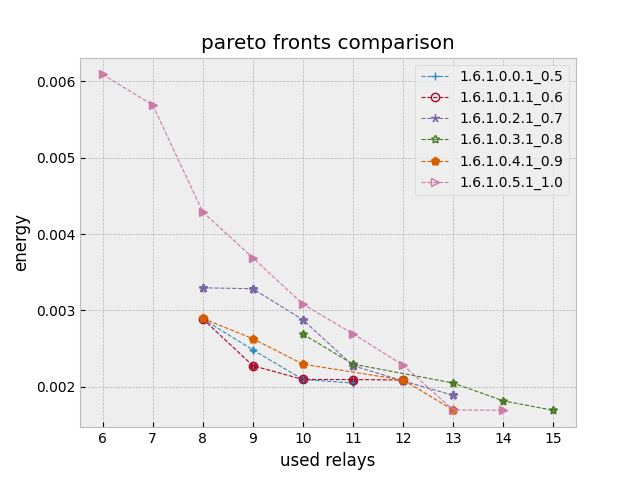 pareto fronts comparison
1.6.1.0.0.1_0.5
1.6.1.0.1.1_0.6
1.6.1.0.2.1_0.7
1.6.1.0.3.1_0.8
1.6.1.0.4.1_0.9
1.6.1.0.5.1_1.0
energy
0.006
0.005
0.004
0.003
0.002
6 7 8 9 10 11 12 13 14 15
used relays